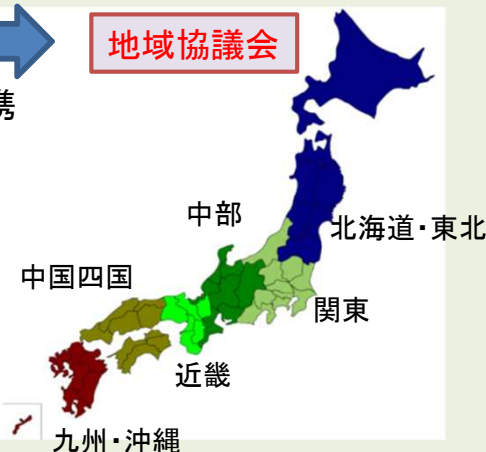 地域協議会
携
中部
北海道・東北
中国四国
関東
近畿
九州・沖縄